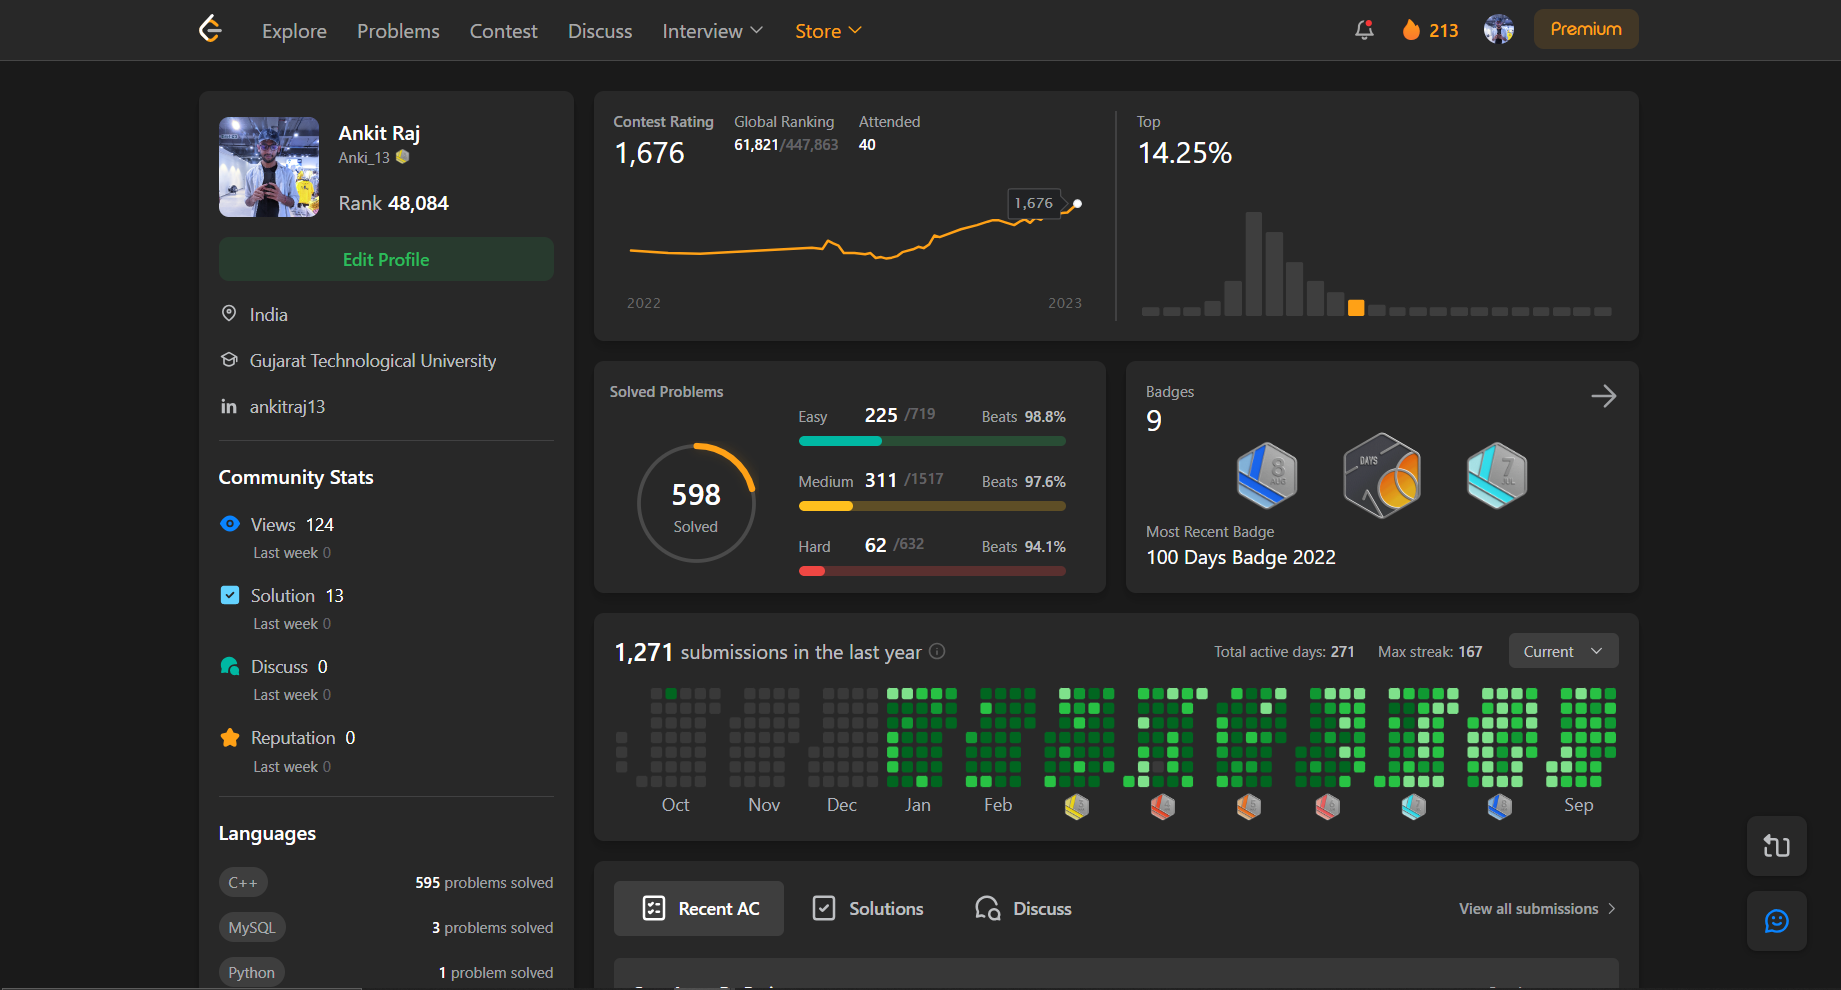 Explore Problems Contest Discuss Interview Store 213 Premium
Ankit Raj
Anki_13
Rank 48,084
Edit Profile
India
Gujarat Technological University
in ankitraj13
Community Stats
Views 124
Last week 0
Solution 13
Last week 0
Discuss 0
Last week 0
Reputation 0
Last week 0
Languages
C++ 595 problems solved
MySQL 3 problems solved
Python 1 problem solved
Contest Rating Global Ranking Attended
1,676 61,821/447,863 40
1,676
2022 2023
Top
14.25%
Solved Problems
598
Solved
Easy 225 /719 Beats 98.8%
Medium 311 /1517 Beats 97.6%
Hard 62 /632 Beats 94.1%
Badges
9
8
AUG
DAYS
7
JUL
Most Recent Badge
100 Days Badge 2022
1,271 submissions in the last year Total active days: 271 Max streak: 167 Current
Oct Nov Dec Jan Feb Sep
Recent AC Solutions Discuss View all submissions